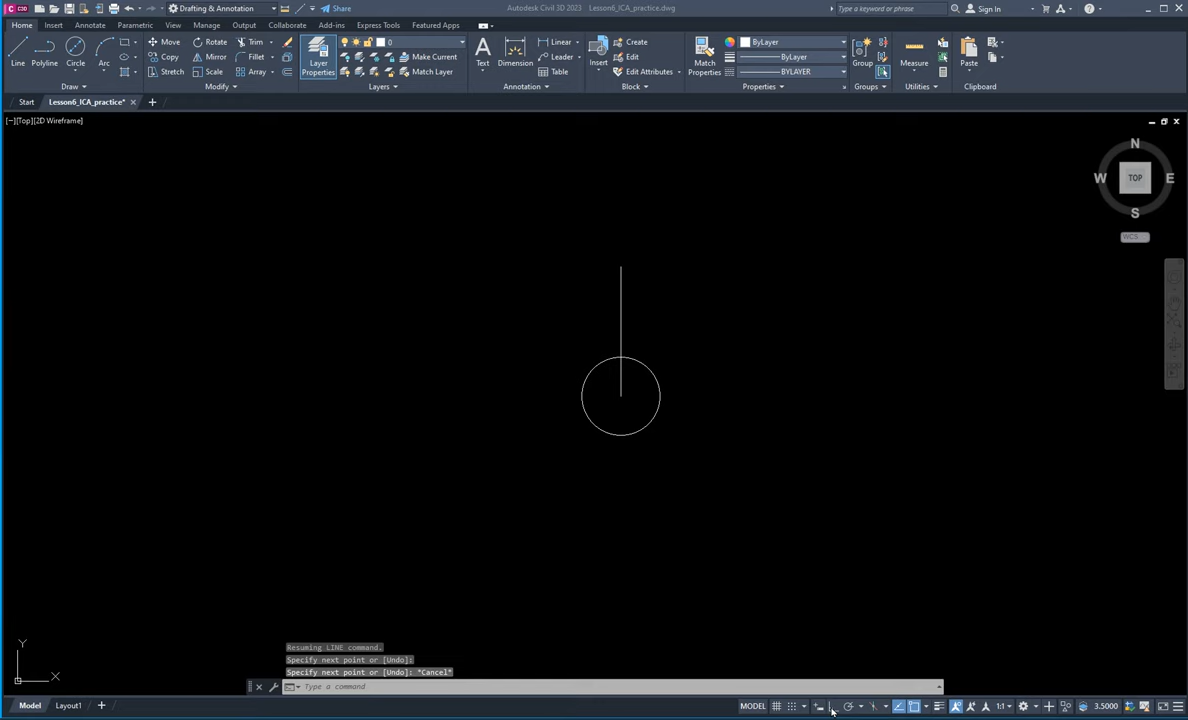 C3D Drafting & Annotation Share Autodesk Civil 3D 2023 Lesson6_ICA_practice.dwg Type a keyword or phrase Sign In
Home Insert Annotate Parametric View Manage Output Collaborate Express Tools Featured Apps
Line Polyline Circle Arc Move Rotate Trim Copy Mirror Fillet Stretch Scale Array
Layer Properties 0 Make Current Match Layer
Text Dimension Linear Leader Table
Insert Create Edit Edit Attributes
Match Properties ByLayer ByLayer BYLAYER
Group Measure Paste
Draw Modify Layers Annotation Block Properties Groups Utilities Clipboard
Start Lesson6_ICA_practice*
[−][Top][2D Wireframe]
N
W TOP E
S
WCS
Y
X
Resuming LINE command.
Specify next point or [Undo]:
Specify next point or [Undo]: *Cancel*
Type a command
Model Layout1 MODEL 1:1 3.5000